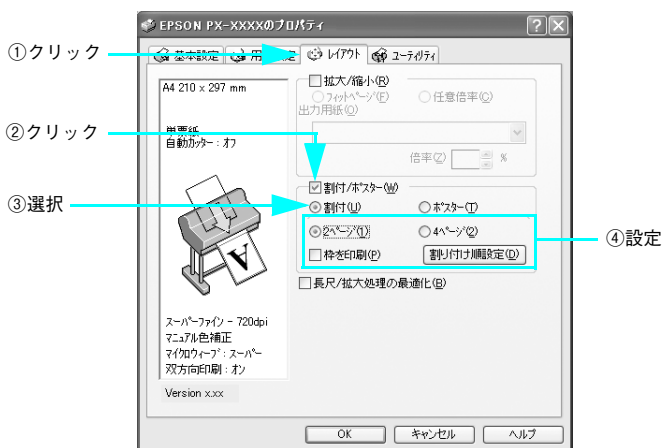 EPSON PX-XXXXのプロパティ
①クリック
基本設定
レイアウト
ユーティリティ
A4 210 x 297 mm
単票紙
自動カッター : オフ
拡大/縮小(R)
フィットページ(F)
任意倍率(C)
出力用紙(O)
倍率(Z)
%
②クリック
割付/ポスター(W)
③選択
割付(U)
ポスター(T)
2ページ(1)
4ページ(2)
④設定
枠を印刷(P)
割り付け順設定(D)
長尺/拡大処理の最適化(B)
A
スーパーファイン - 720dpi
マニュアル色補正
マイクロウィーブ : スーパー
双方向印刷 : オン
Version x.xx
OK
キャンセル
ヘルプ